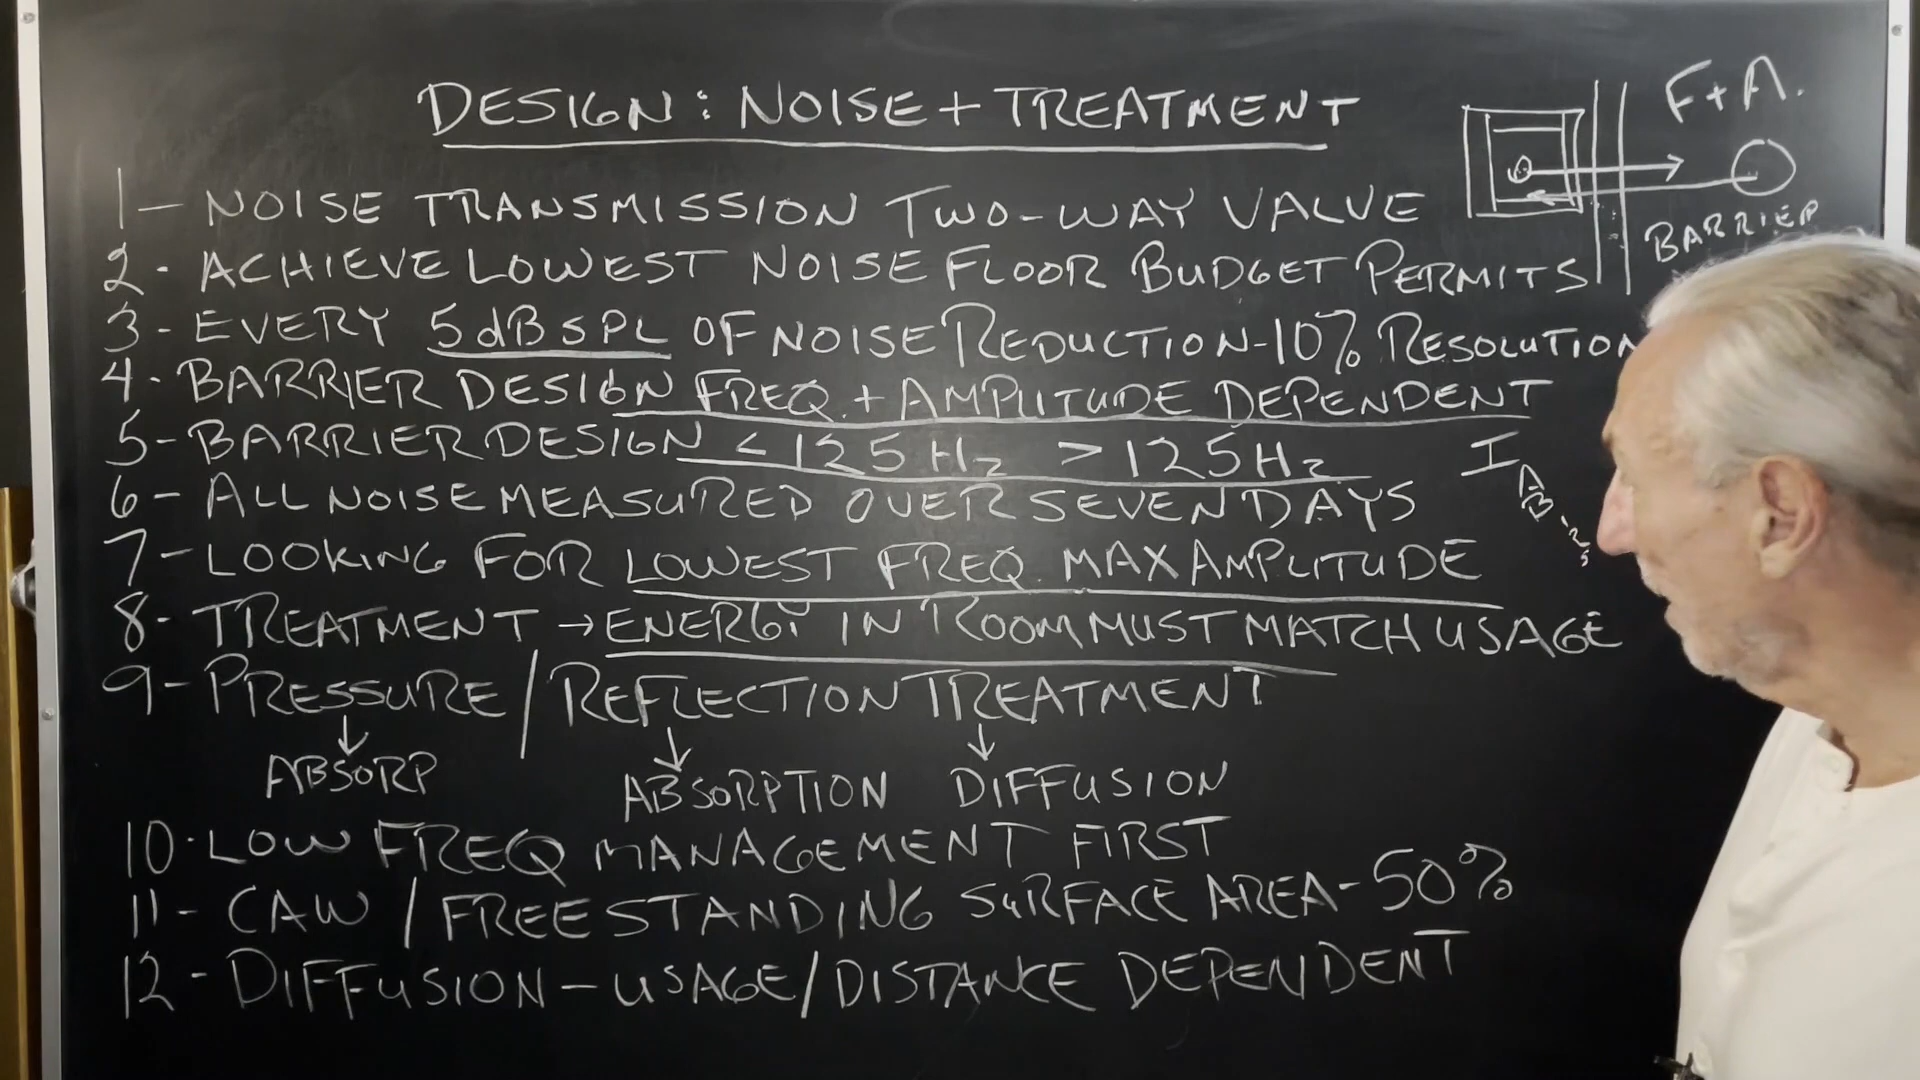 DESIGN: NOISE + TREATMENT
F + A.
BARRIER
1 - NOISE TRANSMISSION TWO-WAY VALVE
2 - ACHIEVE LOWEST NOISE FLOOR BUDGET PERMITS
3 - EVERY 5dB SPL OF NOISE REDUCTION - 10% RESOLUTION
4 - BARRIER DESIGN FREQ. + AMPLITUDE DEPENDENT
5 - BARRIER DESIGN < 125 Hz > 125 Hz
6 - ALL NOISE MEASURED OVER SEVEN DAYS
7 - LOOKING FOR LOWEST FREQ. MAX AMPLITUDE
8 - TREATMENT → ENERGY IN ROOM MUST MATCH USAGE
9 - PRESSURE / REFLECTION TREATMENT
ABSORP ABSORPTION DIFFUSION
10 - LOW FREQ MANAGEMENT FIRST
11 - CAW / FREESTANDING SURFACE AREA - 50%
12 - DIFFUSION - USAGE / DISTANCE DEPENDENT